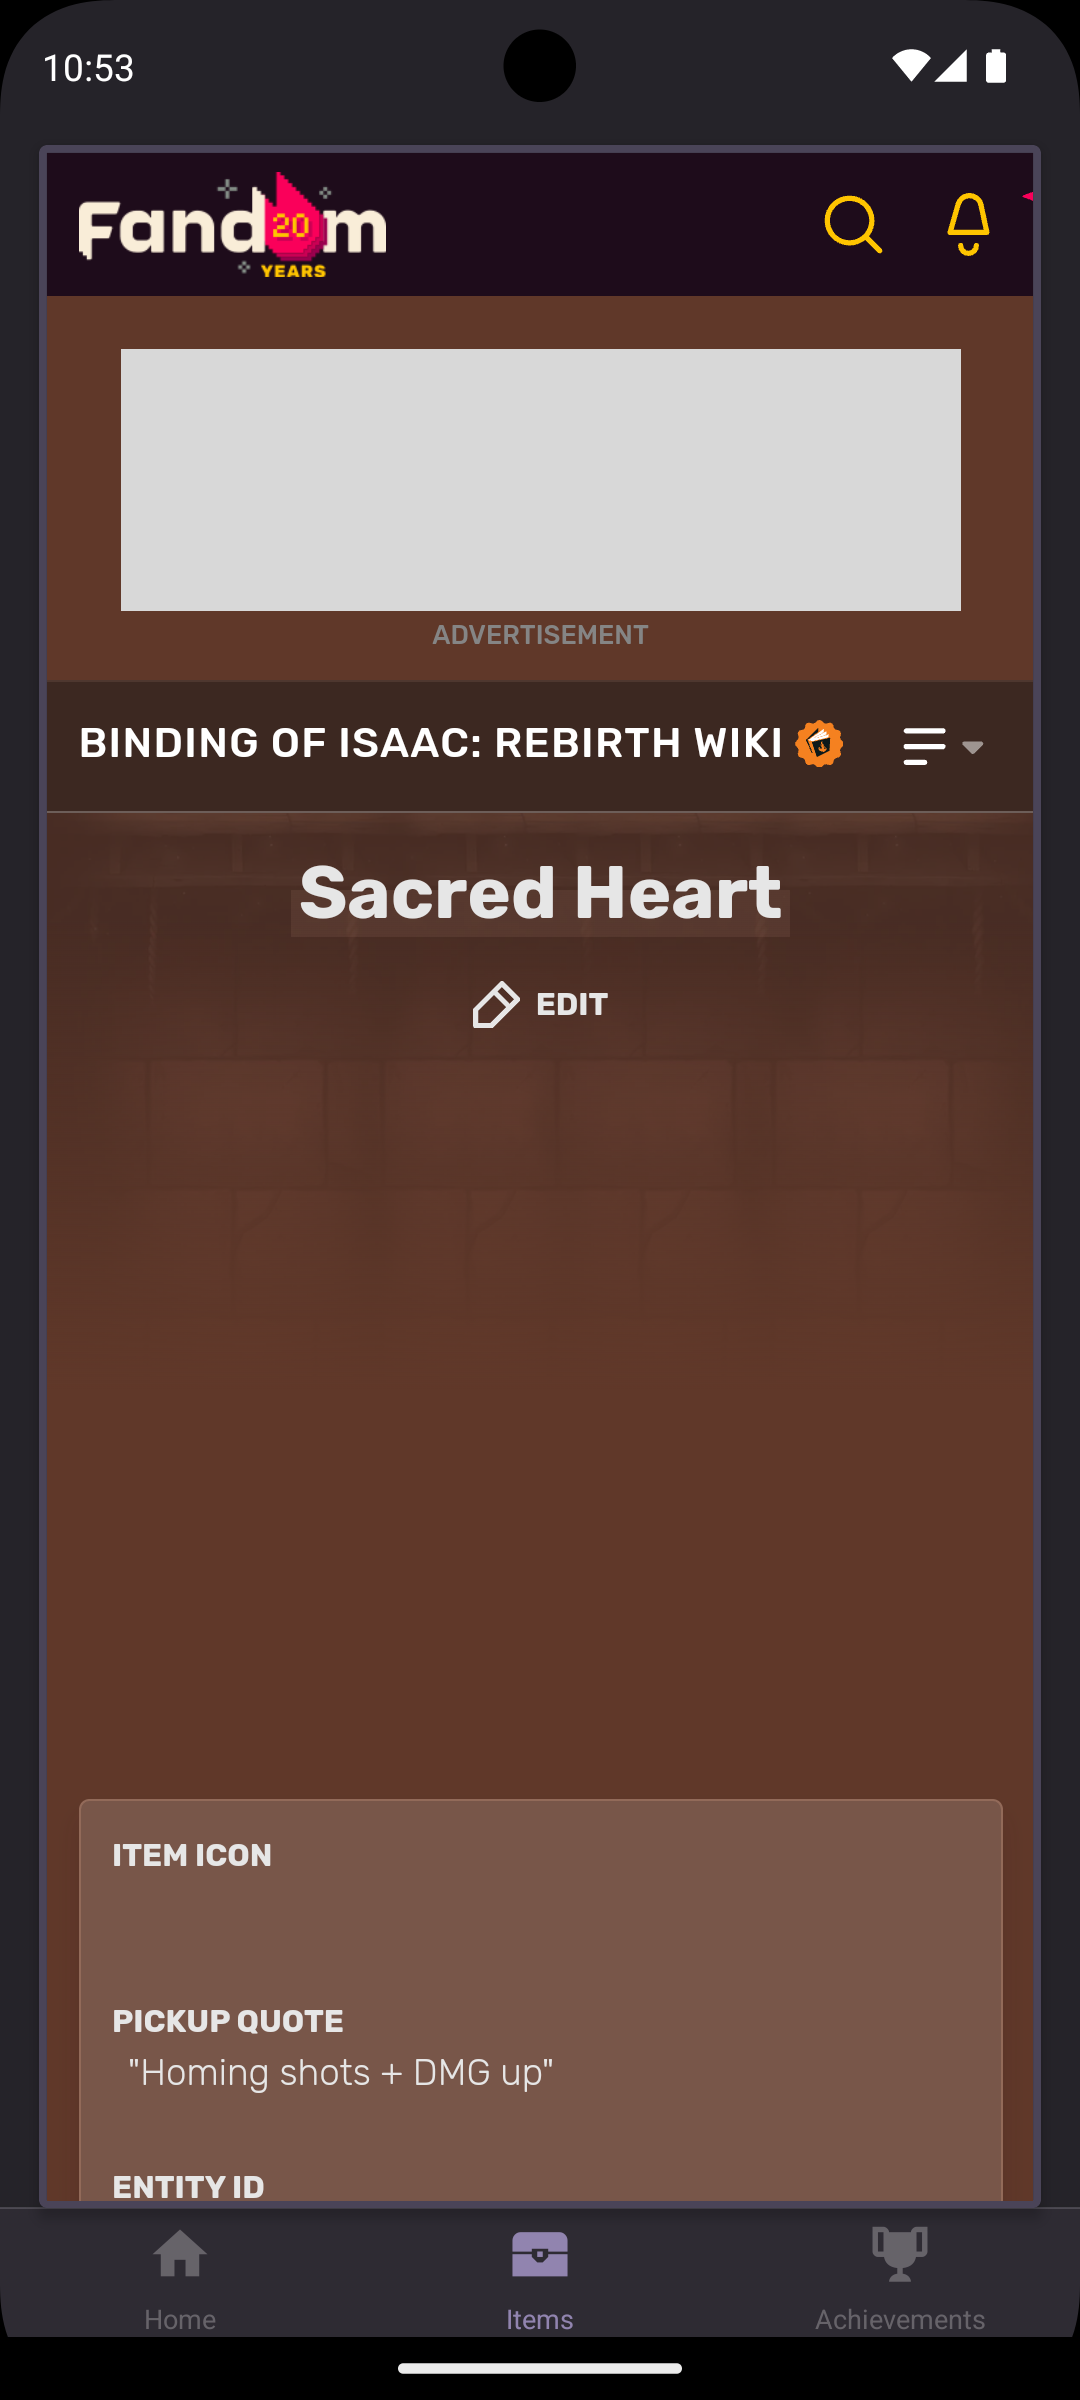 10:53
Fandom
20
YEARS
ADVERTISEMENT
BINDING OF ISAAC: REBIRTH WIKI
Sacred Heart
EDIT
ITEM ICON
PICKUP QUOTE
"Homing shots + DMG up"
ENTITY ID
Home
Items
Achievements